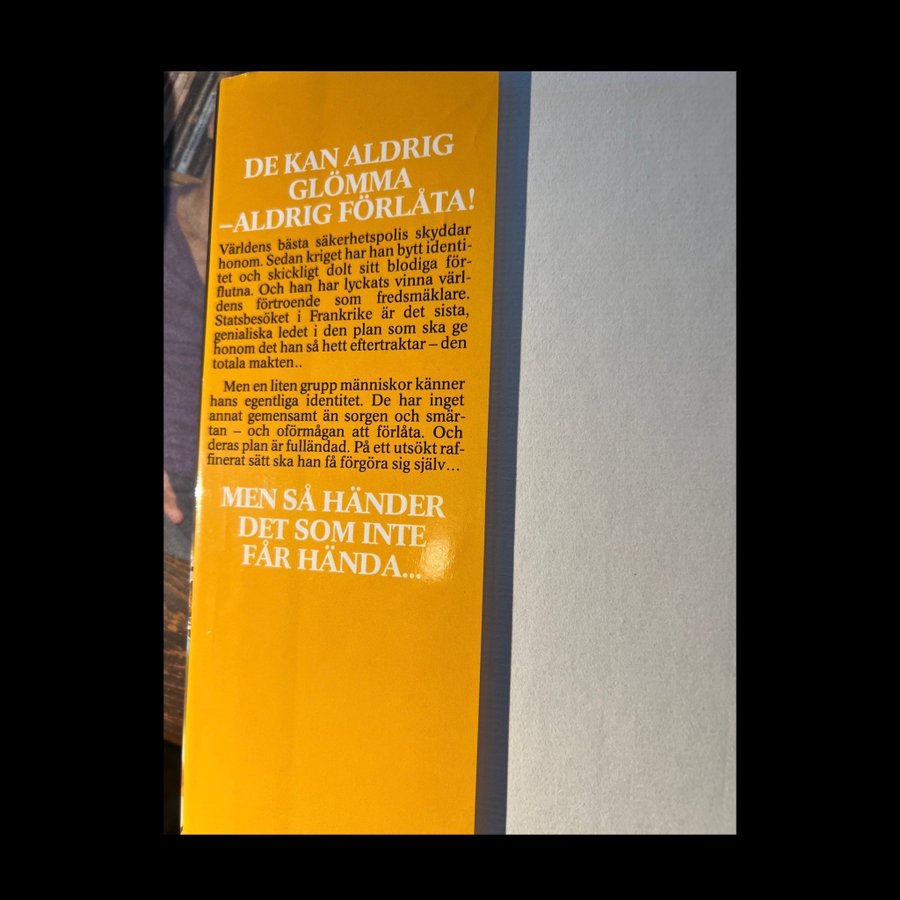 DE KAN ALDRIG
GLÖMMA
–ALDRIG FÖRLÅTA!
Världens bästa säkerhetspolis skyddar
honom. Sedan kriget har han bytt identi-
tet och skickligt dolt sitt blodiga för-
flutna. Och han har lyckats vinna värl-
dens förtroende som fredsmäklare.
Statsbesöket i Frankrike är det sista,
genialiska ledet i den plan som ska ge
honom det han så hett eftertraktar – den
totala makten..
Men en liten grupp människor känner
hans egentliga identitet. De har inget
annat gemensamt än sorgen och smär-
tan – och oförmågan att förlåta. Och
deras plan är fulländad. På ett utsökt raf-
finerat sätt ska han få förgöra sig själv...
MEN SÅ HÄNDER
DET SOM INTE
FÅR HÄNDA...